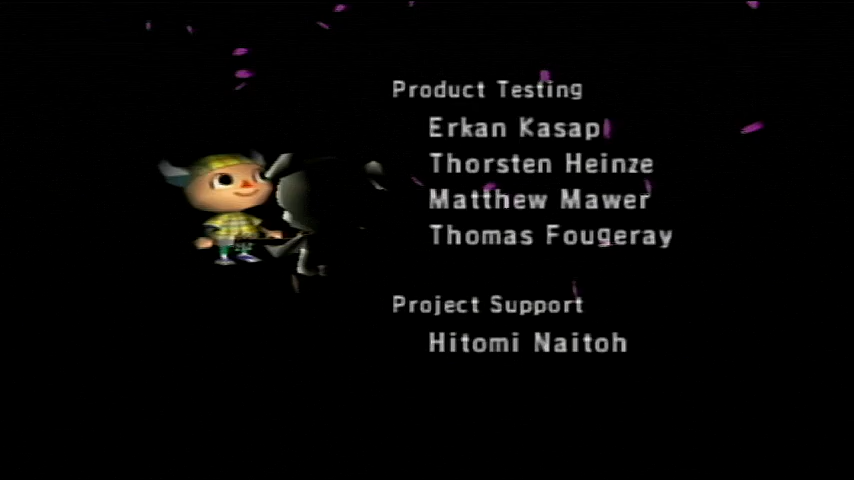 Product Testing
Erkan Kasap
Thorsten Heinze
Matthew Mawer
Thomas Fougeray
Project Support
Hitomi Naitoh